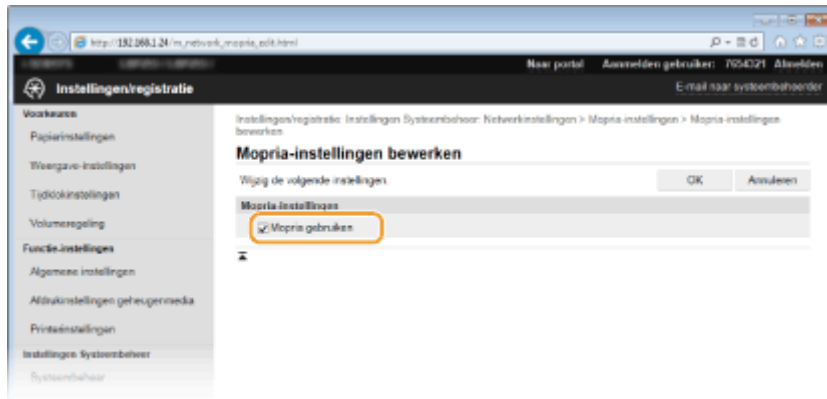 http://192.168.1.24/m_network_mopria_edit.html
Naar portal Aanmelden gebruiker: 7654321 Afmelden
Instellingen/registratie
E-mail naar systeembeheerder
Voorkeuren
Papierinstellingen
Weergave-instellingen
Tijdklokinstellingen
Volumeregeling
Functie-instellingen
Algemene instellingen
Afdrukinstellingen geheugenmedia
Printerinstellingen
Instellingen Systeembeheer
Systeembeheer
Instellingen/registratie: Instellingen Systeembeheer: Netwerkinstellingen > Mopria-instellingen > Mopria-instellingen
bewerken
Mopria-instellingen bewerken
Wijzig de volgende instellingen.
OK Annuleren
Mopria-instellingen
Mopria gebruiken